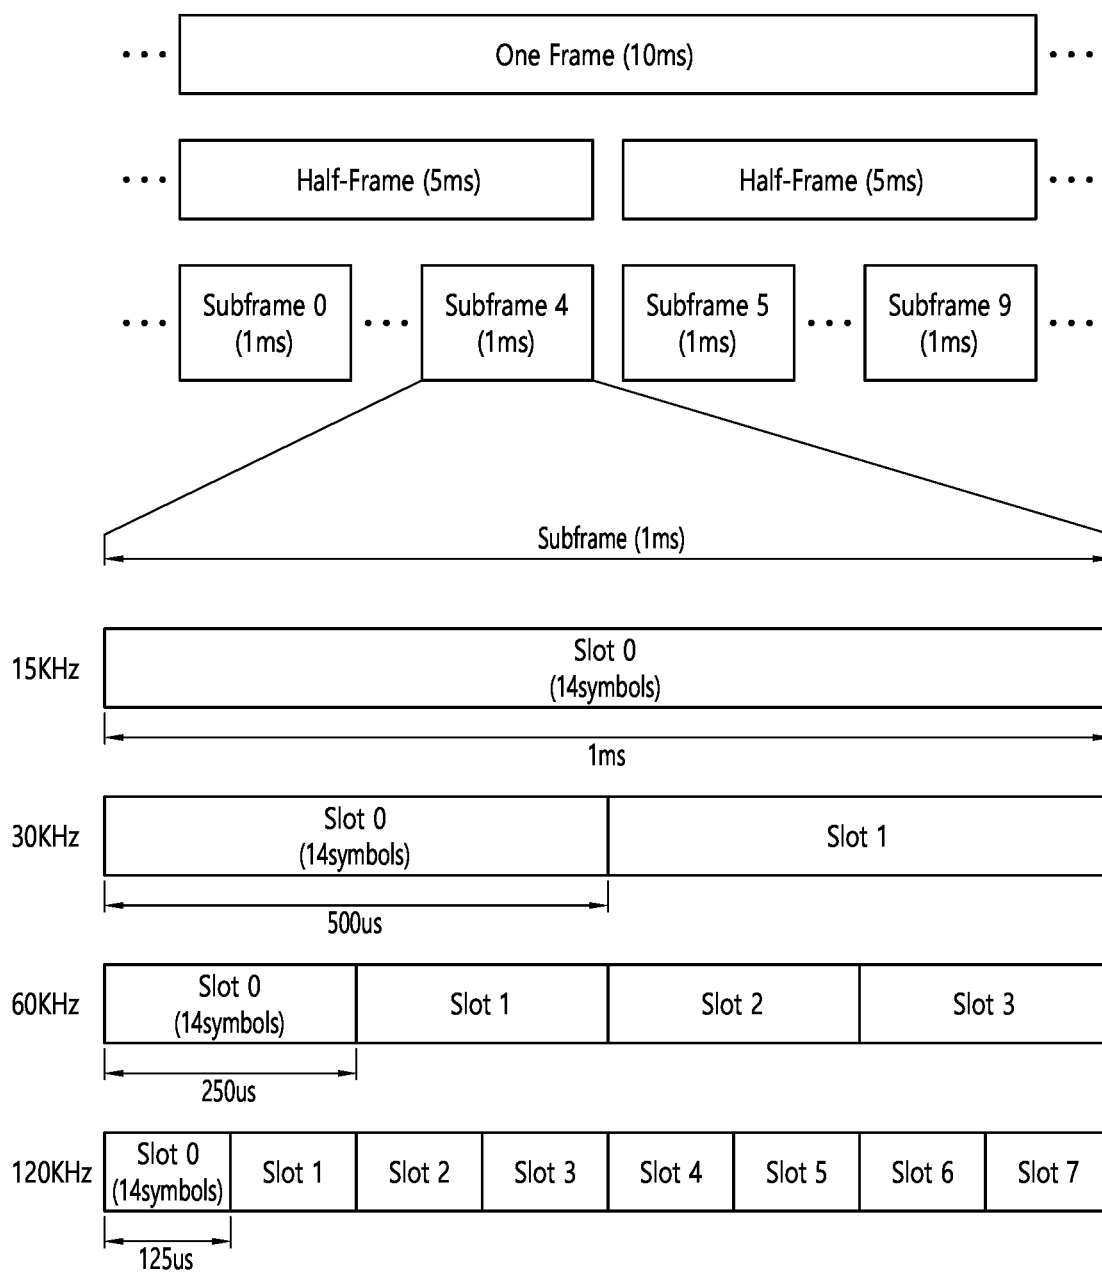 ••• One Frame (10ms) •••
••• Half-Frame (5ms) Half-Frame (5ms) •••
Subframe 0 Subframe 4 Subframe 5 Subframe 9
••• (1ms) ••• (1ms) (1ms) ••• (1ms) •••
Subframe (1ms)
15KHz Slot 0
(14symbols)
1ms
30KHz Slot 0 Slot 1
(14symbols)
500us
60KHz Slot 0 Slot 1 Slot 2 Slot 3
(14symbols)
250us
120KHz Slot 0 Slot 1 Slot 2 Slot 3 Slot 4 Slot 5 Slot 6 Slot 7
(14symbols)
125us